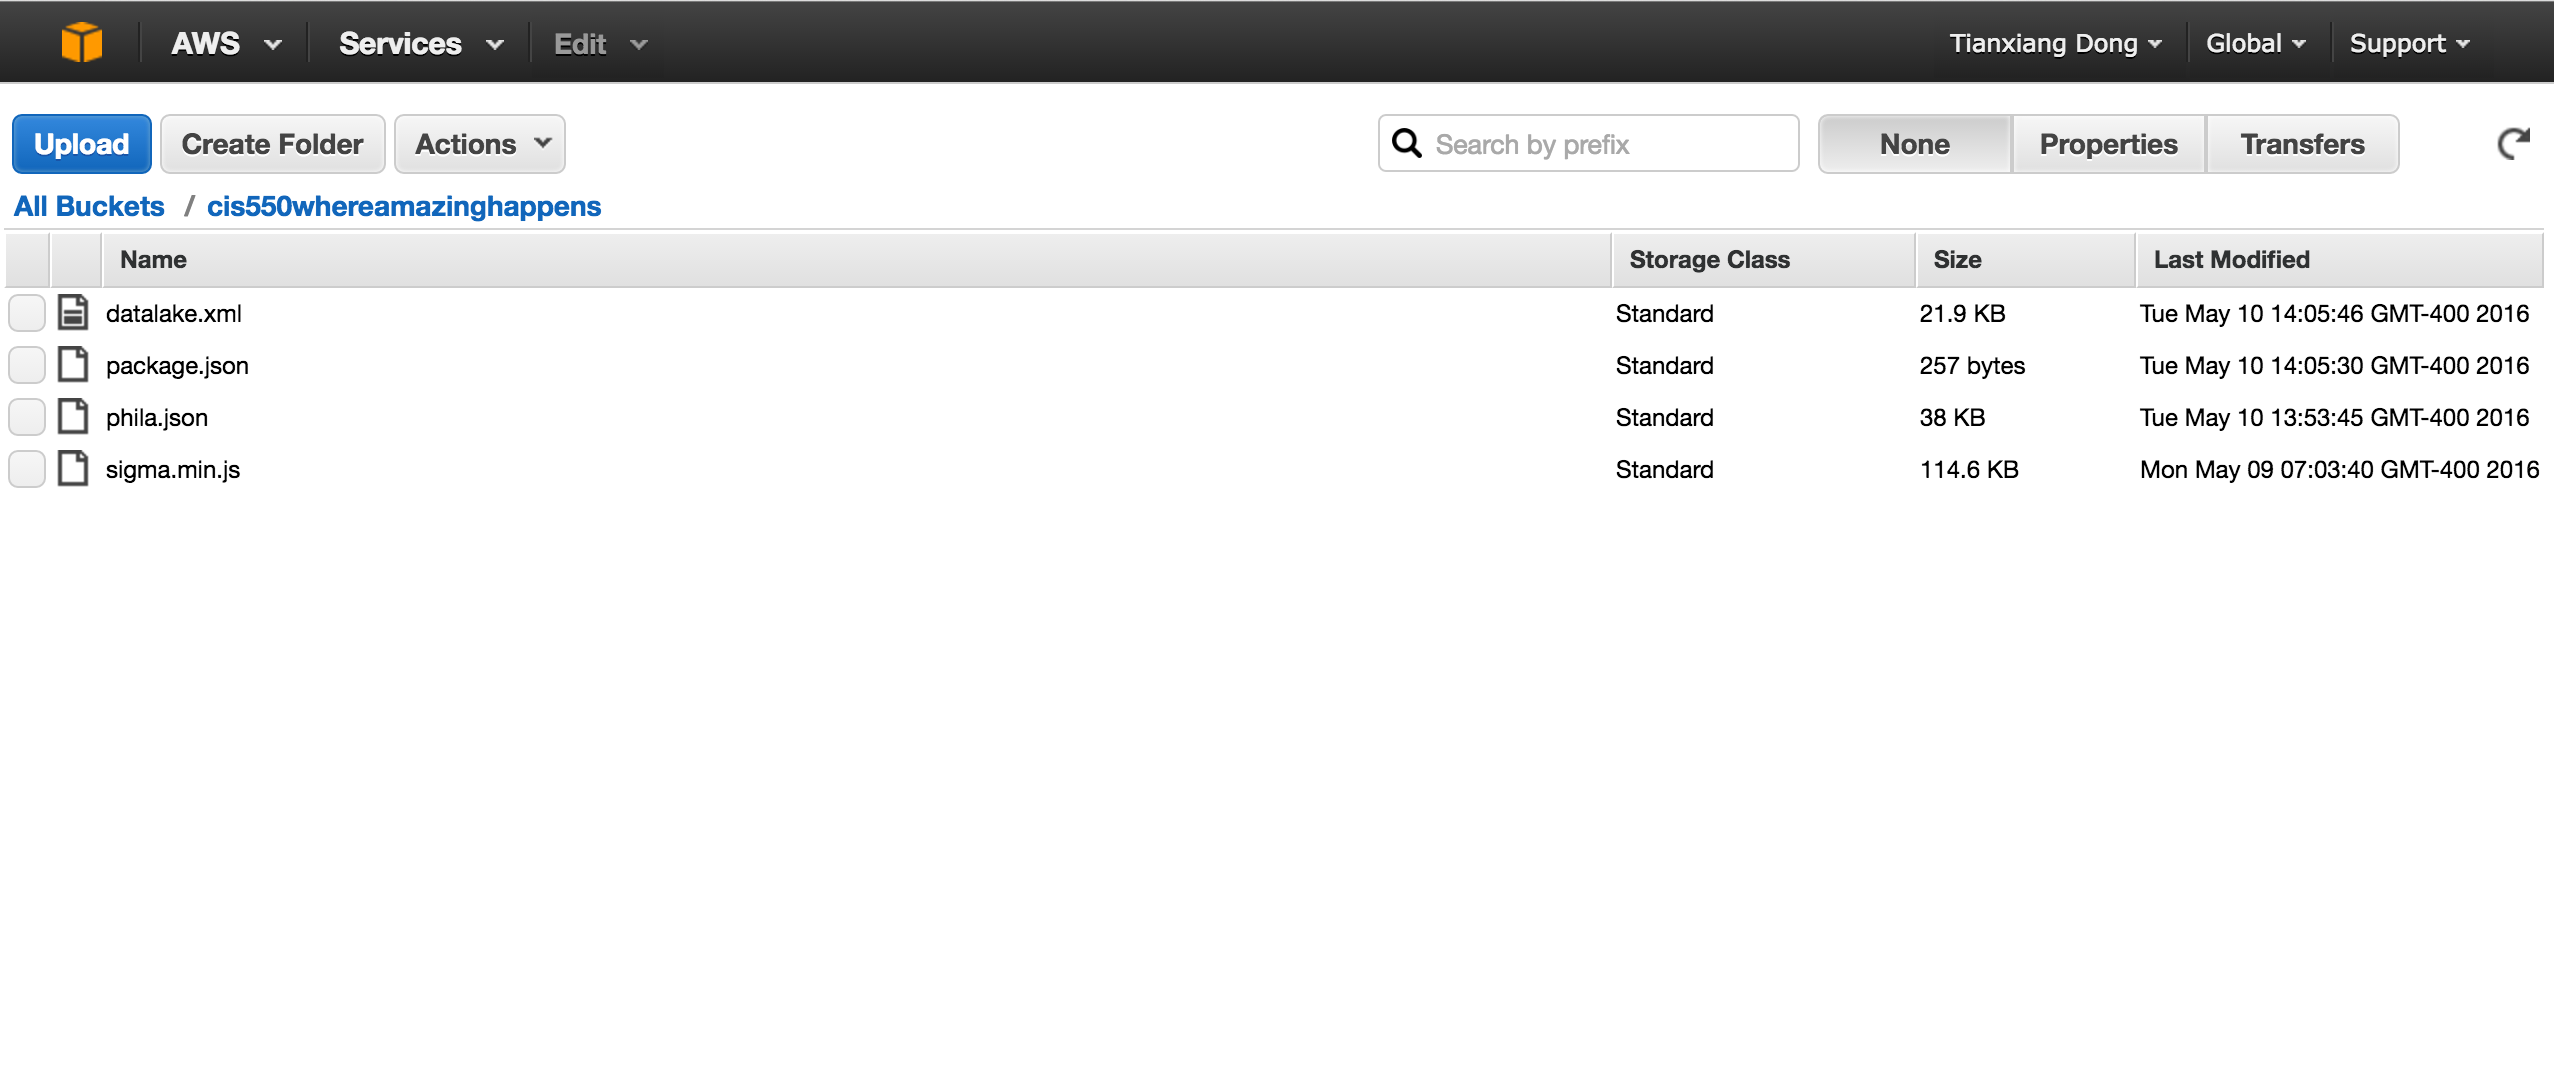 AWS Services Edit Tianxiang Dong Global Support
Upload Create Folder Actions Search by prefix None Properties Transfers
All Buckets / cis550whereamazinghappens
Name Storage Class Size Last Modified
datalake.xml Standard 21.9 KB Tue May 10 14:05:46 GMT-400 2016
package.json Standard 257 bytes Tue May 10 14:05:30 GMT-400 2016
phila.json Standard 38 KB Tue May 10 13:53:45 GMT-400 2016
sigma.min.js Standard 114.6 KB Mon May 09 07:03:40 GMT-400 2016